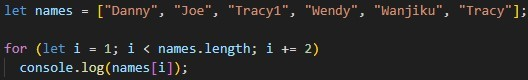 let names = ["Danny", "Joe", "Tracy1", "Wendy", "Wanjiku", "Tracy"];
for (let i = 1; i < names.length; i += 2)
console.log(names[i]);